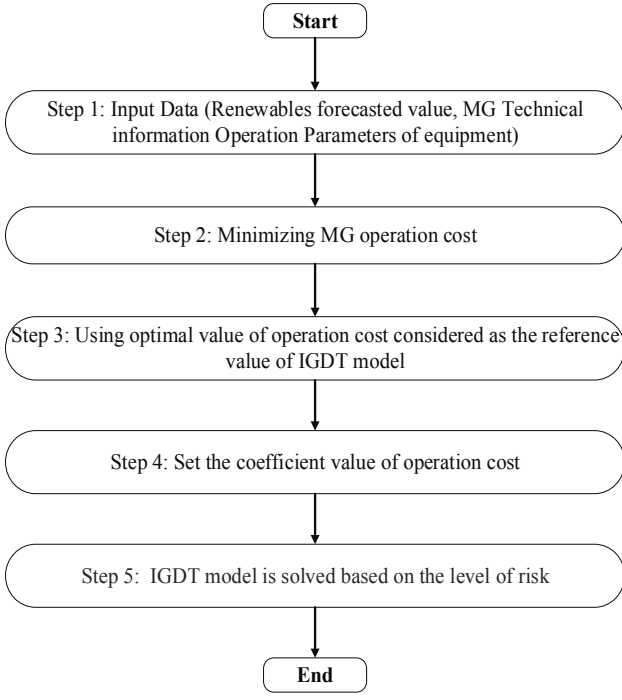 Start
Step 1: Input Data (Renewables forecasted value, MG Technical
information Operation Parameters of equipment)
Step 2: Minimizing MG operation cost
Step 3: Using optimal value of operation cost considered as the reference
value of IGDT model
Step 4: Set the coefficient value of operation cost
Step 5: IGDT model is solved based on the level of risk
End